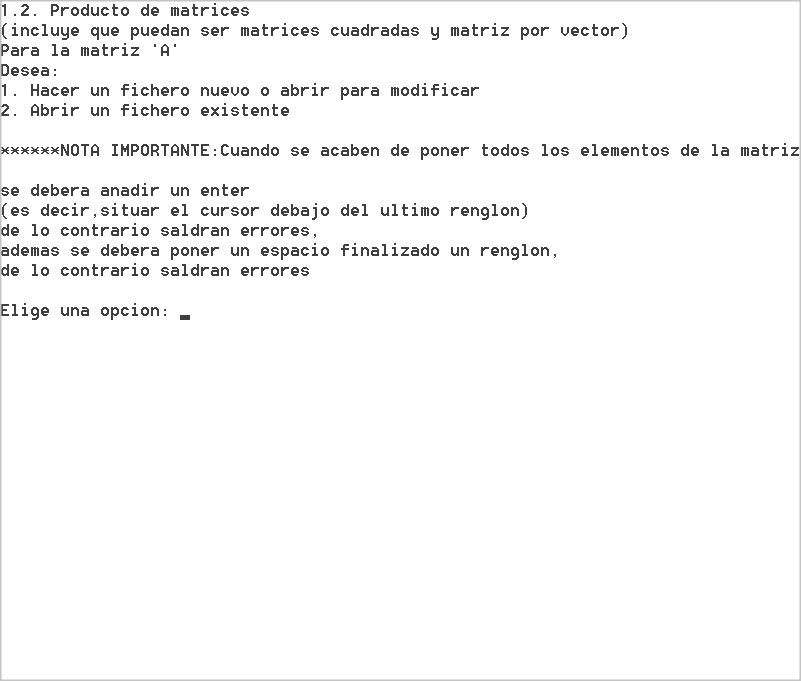 1.2. Producto de matrices
(incluye que puedan ser matrices cuadradas y matriz por vector)
Para la matriz 'A'
Desea:
1. Hacer un fichero nuevo o abrir para modificar
2. Abrir un fichero existente
******NOTA IMPORTANTE:Cuando se acaben de poner todos los elementos de la matriz
se debera anadir un enter
(es decir,situar el cursor debajo del ultimo renglon)
de lo contrario saldran errores,
ademas se debera poner un espacio finalizado un renglon,
de lo contrario saldran errores
Elige una opcion: _